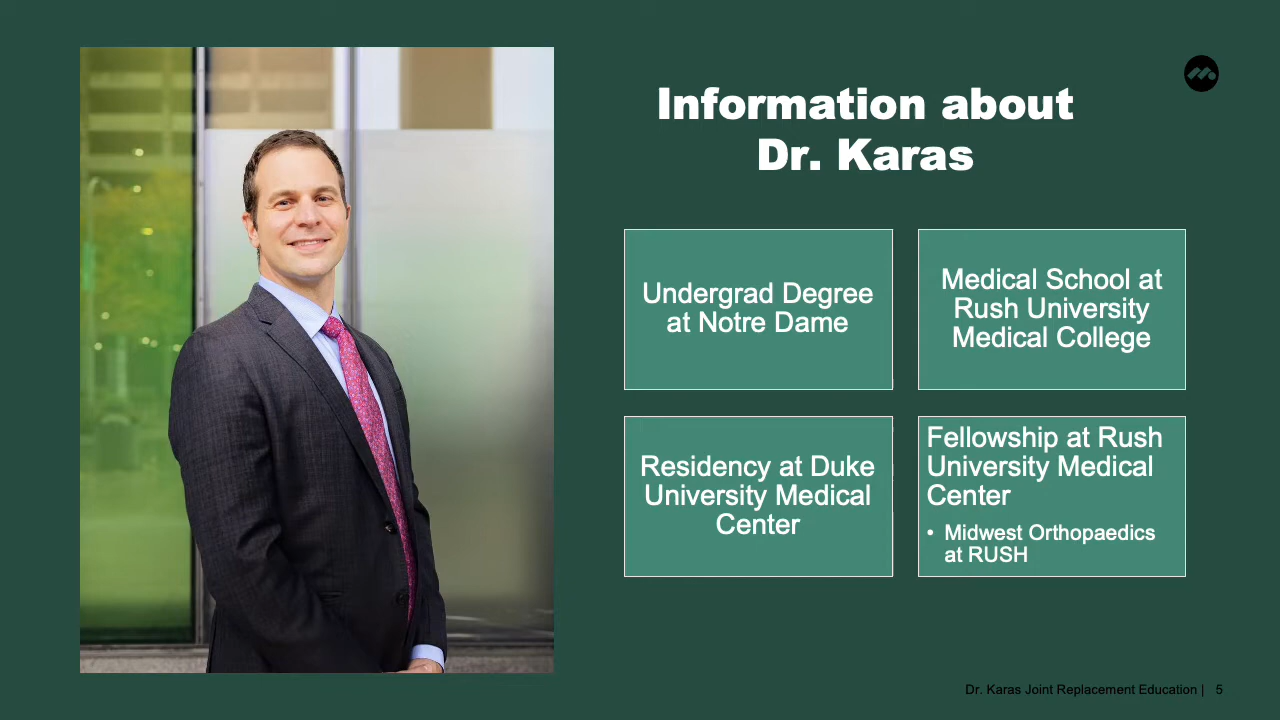 Information about
Dr. Karas
Undergrad Degree
at Notre Dame
Medical School at
Rush University
Medical College
Residency at Duke
University Medical
Center
Fellowship at Rush
University Medical
Center
• Midwest Orthopaedics
at RUSH
Dr. Karas Joint Replacement Education | 5